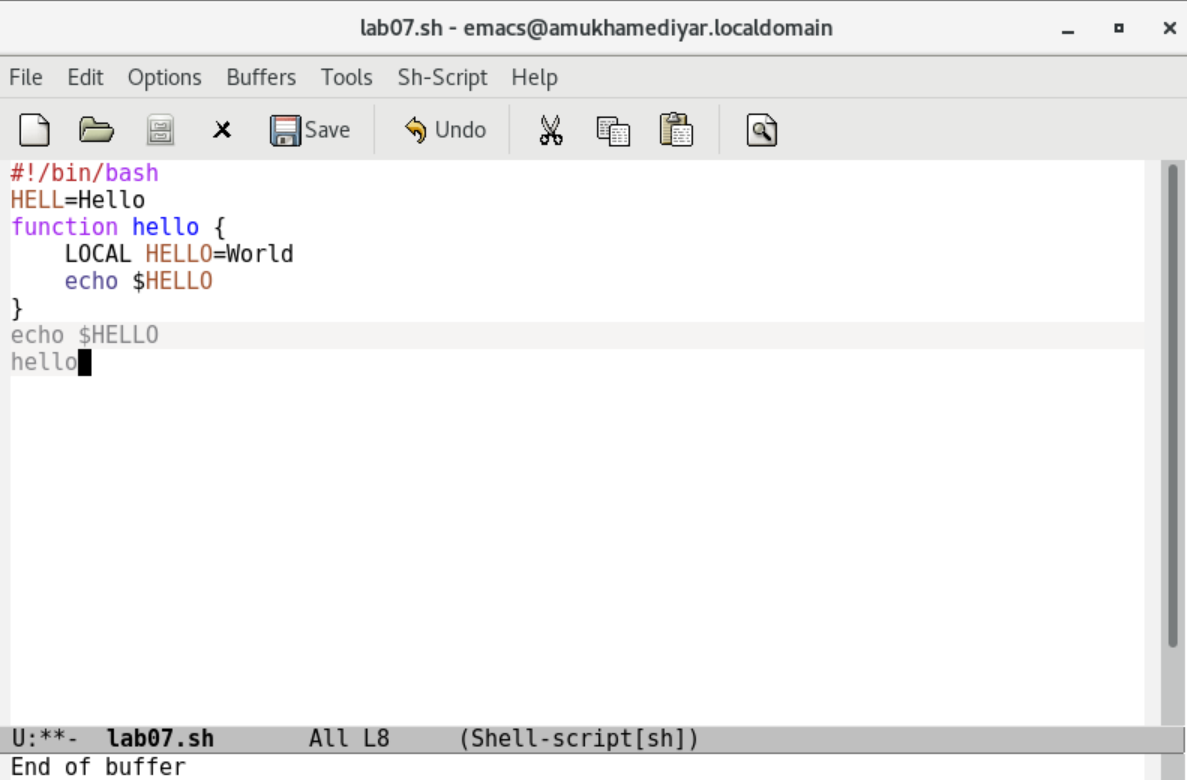 lab07.sh - emacs@amukhamediyar.localdomain
File Edit Options Buffers Tools Sh-Script Help
Save Undo
#!/bin/bash
HELL=Hello
function hello {
    LOCAL HELLO=World
    echo $HELLO
}
echo $HELLO
hello
U:**-  lab07.sh       All L8     (Shell-script[sh])
End of buffer